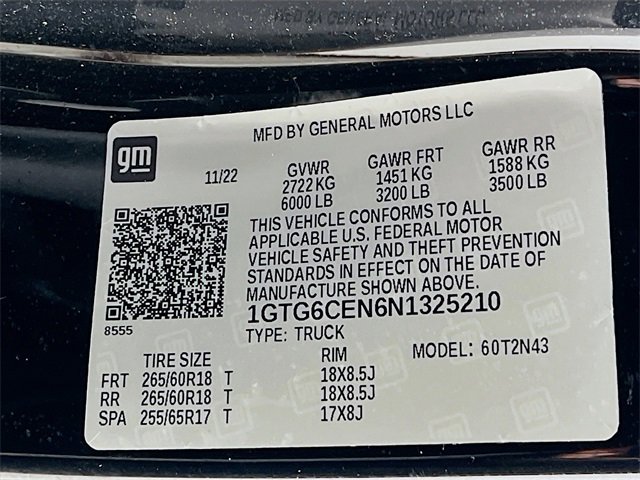 MFD BY GENERAL MOTORS LLC
gm
11/22
GVWR GAWR FRT GAWR RR
2722 KG 1451 KG 1588 KG
6000 LB 3200 LB 3500 LB
THIS VEHICLE CONFORMS TO ALL
APPLICABLE U.S. FEDERAL MOTOR
VEHICLE SAFETY AND THEFT PREVENTION
STANDARDS IN EFFECT ON THE DATE OF
MANUFACTURE SHOWN ABOVE.
8555
1GTG6CEN6N1325210
TYPE: TRUCK
MODEL: 60T2N43
TIRE SIZE RIM
FRT 265/60R18 T 18X8.5J
RR 265/60R18 T 18X8.5J
SPA 255/65R17 T 17X8J